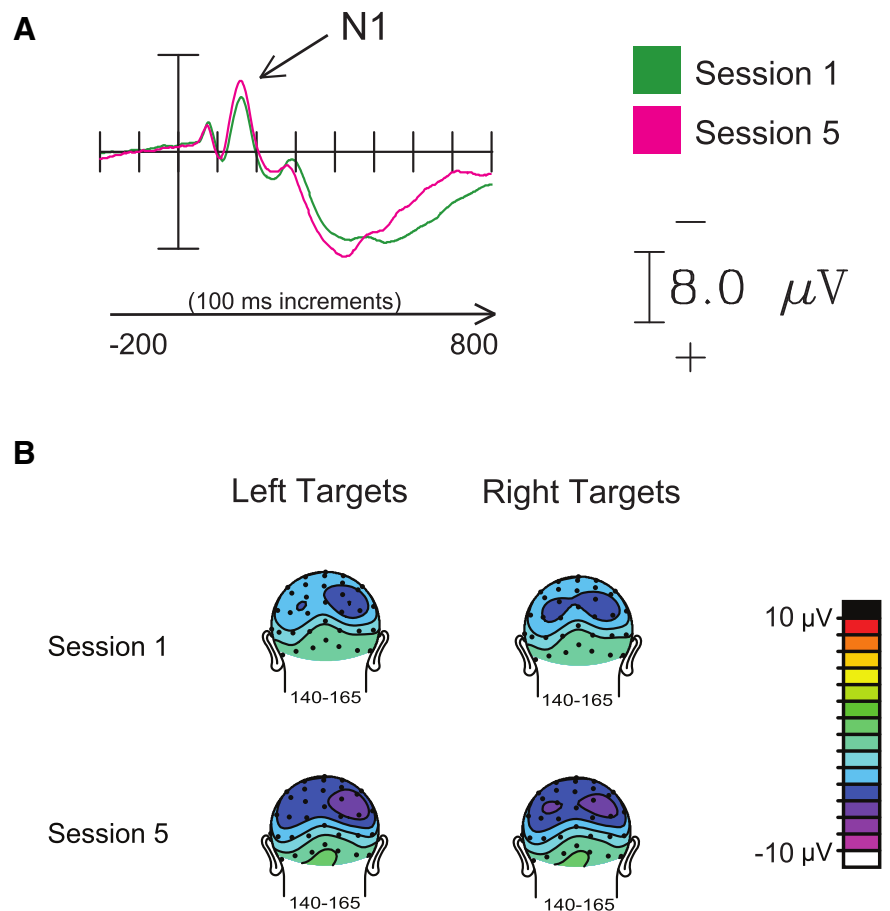 A
N1
Session 1
Session 5
−
8.0 μV
+
(100 ms increments)
-200 800
B
Left Targets Right Targets
Session 1
140-165 140-165
Session 5
140-165 140-165
10 μV
-10 μV